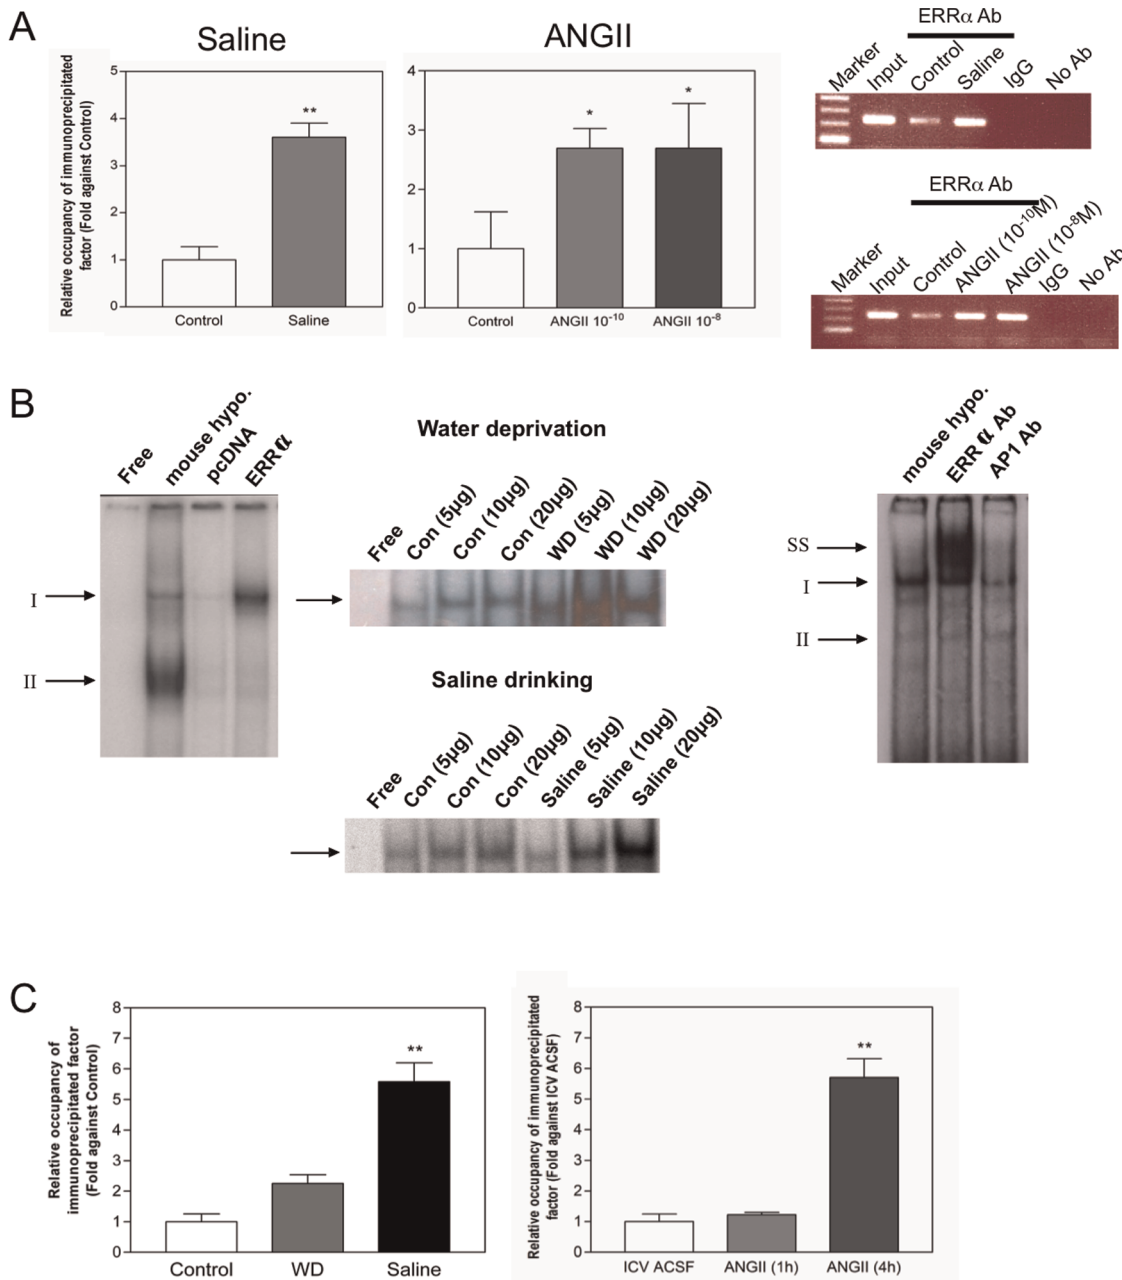 A
Saline
Relative occupancy of immunoprecipitated
factor (Fold against Control)
5
4
3
2
1
0
**
Control
Saline
ANGII
4
3
2
1
0
*
*
Control
ANGII 10-10
ANGII 10-8
ERRα Ab
Marker
Input
Control
Saline
IgG
No Ab
ERRα Ab
Marker
Input
Control
ANGII (10-10M)
ANGII (10-8M)
IgG
No Ab
B
Free
mouse hypo.
pcDNA
ERRα
I
II
Water deprivation
Free
Con (5µg)
Con (10µg)
Con (20µg)
WD (5µg)
WD (10µg)
WD (20µg)
Saline drinking
Free
Con (5µg)
Con (10µg)
Con (20µg)
Saline (5µg)
Saline (10µg)
Saline (20µg)
mouse hypo.
ERR α Ab
AP1 Ab
SS
I
II
C
Relative occupancy of
immunoprecipitated factor
(Fold against Control)
8
7
6
5
4
3
2
1
0
**
Control
WD
Saline
Relative occupancy of immunoprecipitated
factor (Fold against ICV ACSF)
8
7
6
5
4
3
2
1
0
**
ICV ACSF
ANGII (1h)
ANGII (4h)